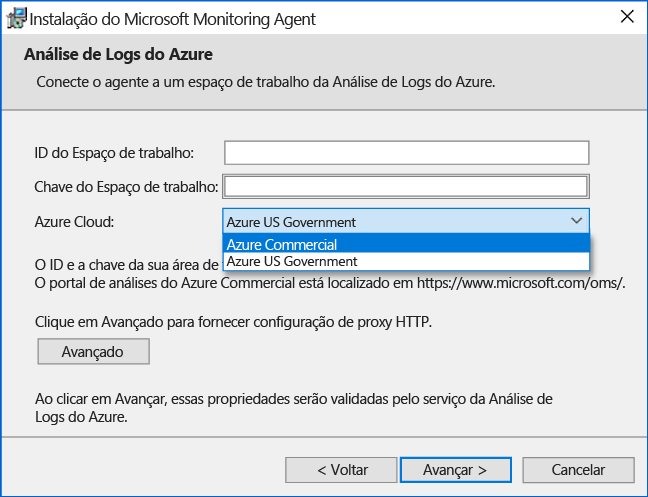 Instalação do Microsoft Monitoring Agent
Análise de Logs do Azure
Conecte o agente a um espaço de trabalho da Análise de Logs do Azure.
ID do Espaço de trabalho:
Chave do Espaço de trabalho:
Azure Cloud: Azure US Government
Azure Commercial
Azure US Government
O ID e a chave da sua área de
O portal de análises do Azure Commercial está localizado em https://www.microsoft.com/oms/.
Clique em Avançado para fornecer configuração de proxy HTTP.
Avançado
Ao clicar em Avançar, essas propriedades serão validadas pelo serviço da Análise de
Logs do Azure.
< Voltar Avançar > Cancelar